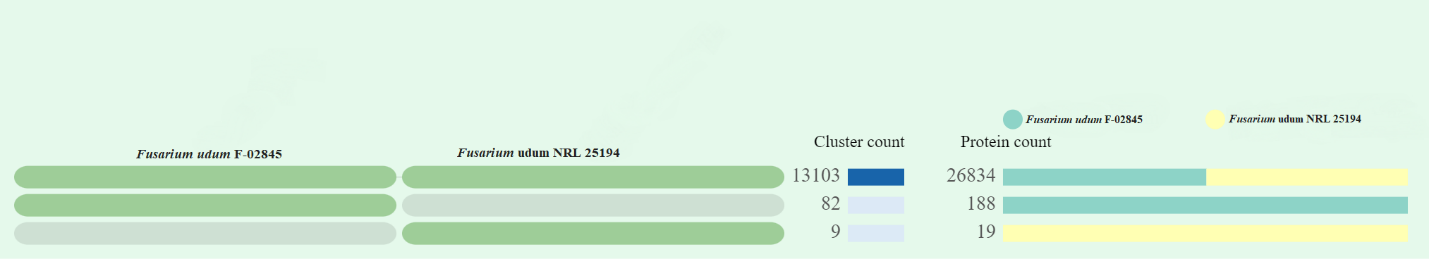 Fusarium udum F-02845 Fusarium udum NRL 25194
Fusarium udum F-02845 Fusarium udum NRL 25194 Cluster count Protein count
13103 26834
82 188
9 19